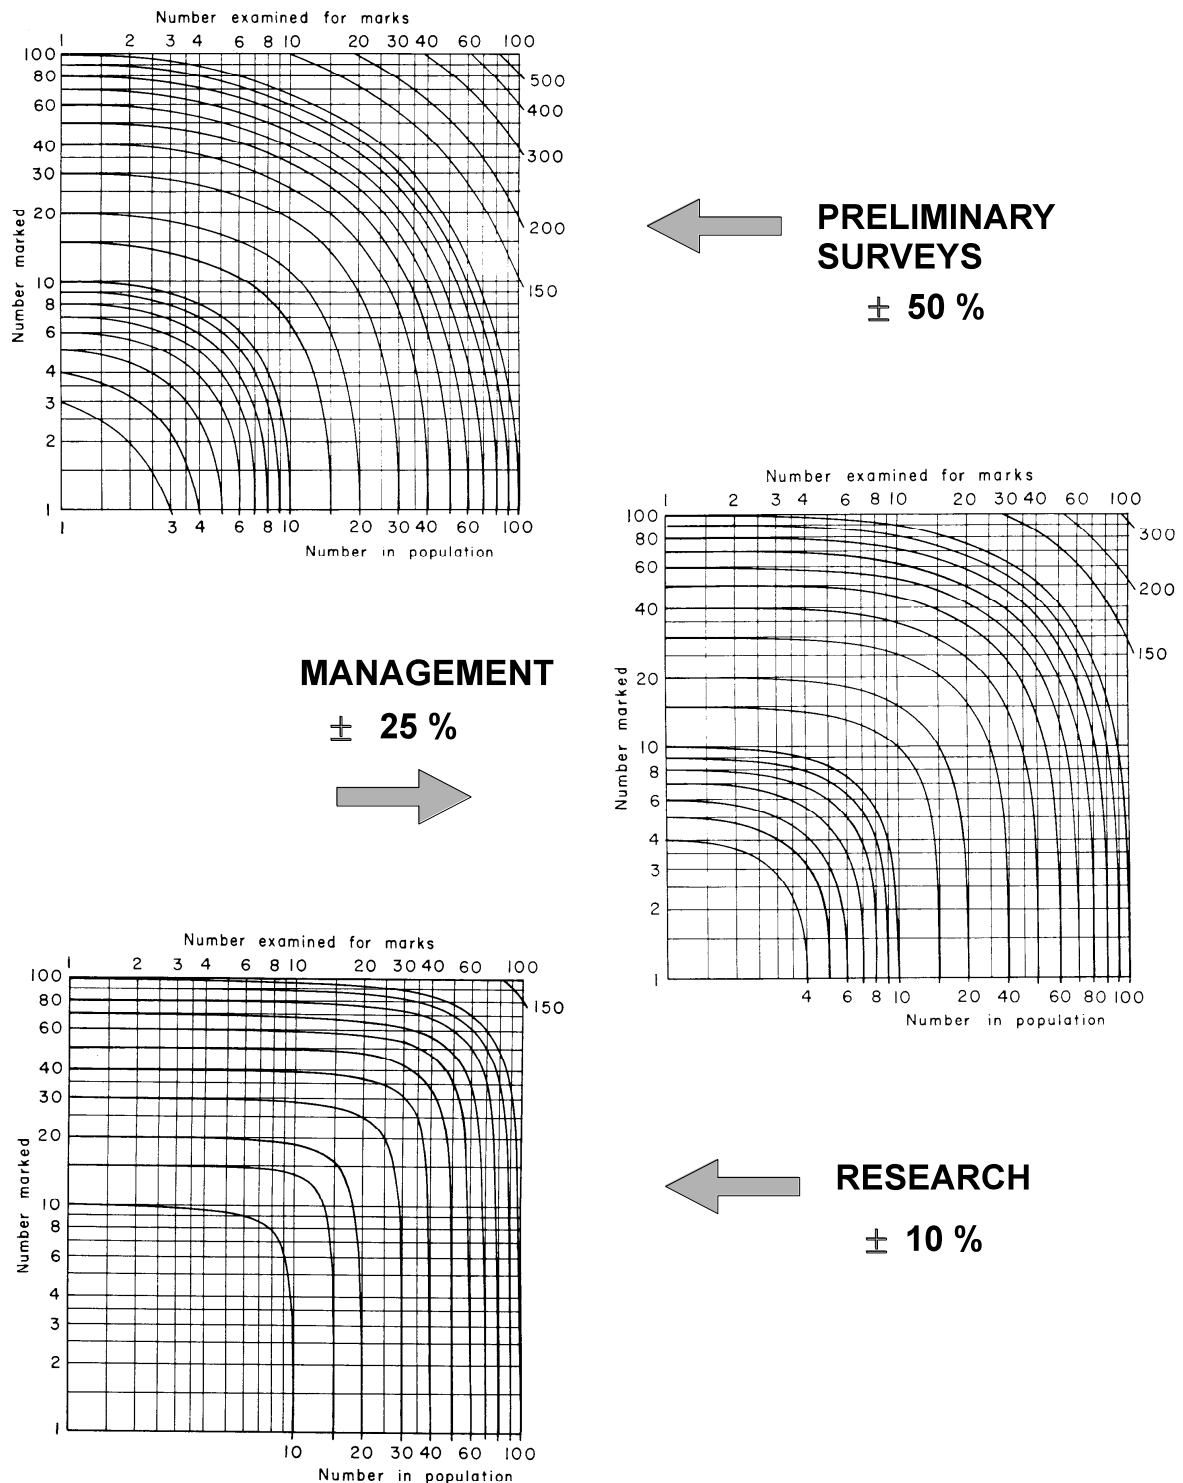 Number examined for marks
1 2 3 4 6 8 10 20 30 40 60 100
100
80
60
40
30
20
10
8
6
4
3
2
1
Number marked
500
400
300
200
150
1 3 4 6 8 10 20 30 40 60 100
Number in population
PRELIMINARY
SURVEYS
± 50 %
Number examined for marks
1 2 3 4 6 8 10 20 30 40 60 100
100
80
60
40
20
10
8
6
4
3
2
1
Number marked
300
200
150
4 6 8 10 20 40 60 80 100
Number in population
MANAGEMENT
± 25 %
Number examined for marks
1 2 3 4 6 8 10 20 30 40 60 100
100
80
60
40
30
20
10
8
6
4
3
2
1
Number marked
150
10 20 30 40 60 100
Number in population
RESEARCH
± 10 %